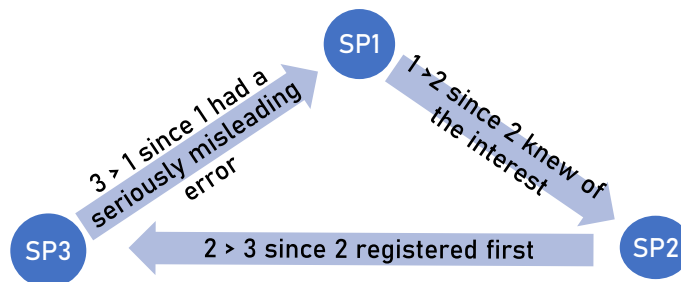 SP1
3 > 1 since 1 had a
seriously misleading
error
1 >2 since 2 knew of
the interest
SP3
2 > 3 since 2 registered first
SP2